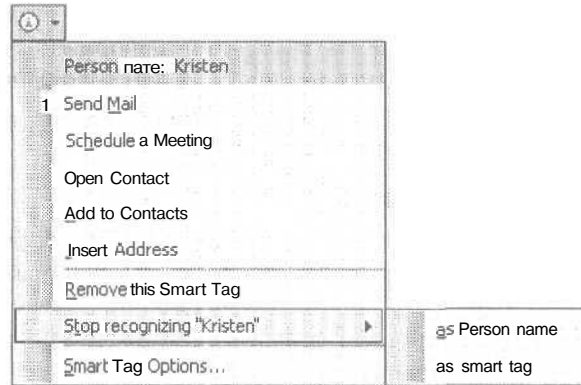 Person name: Kristen
1 Send Mail
Schedule a Meeting
Open Contact
Add to Contacts
Insert Address
Remove this Smart Tag
Stop recognizing "Kristen"
as Person name
as smart tag
Smart Tag Options...